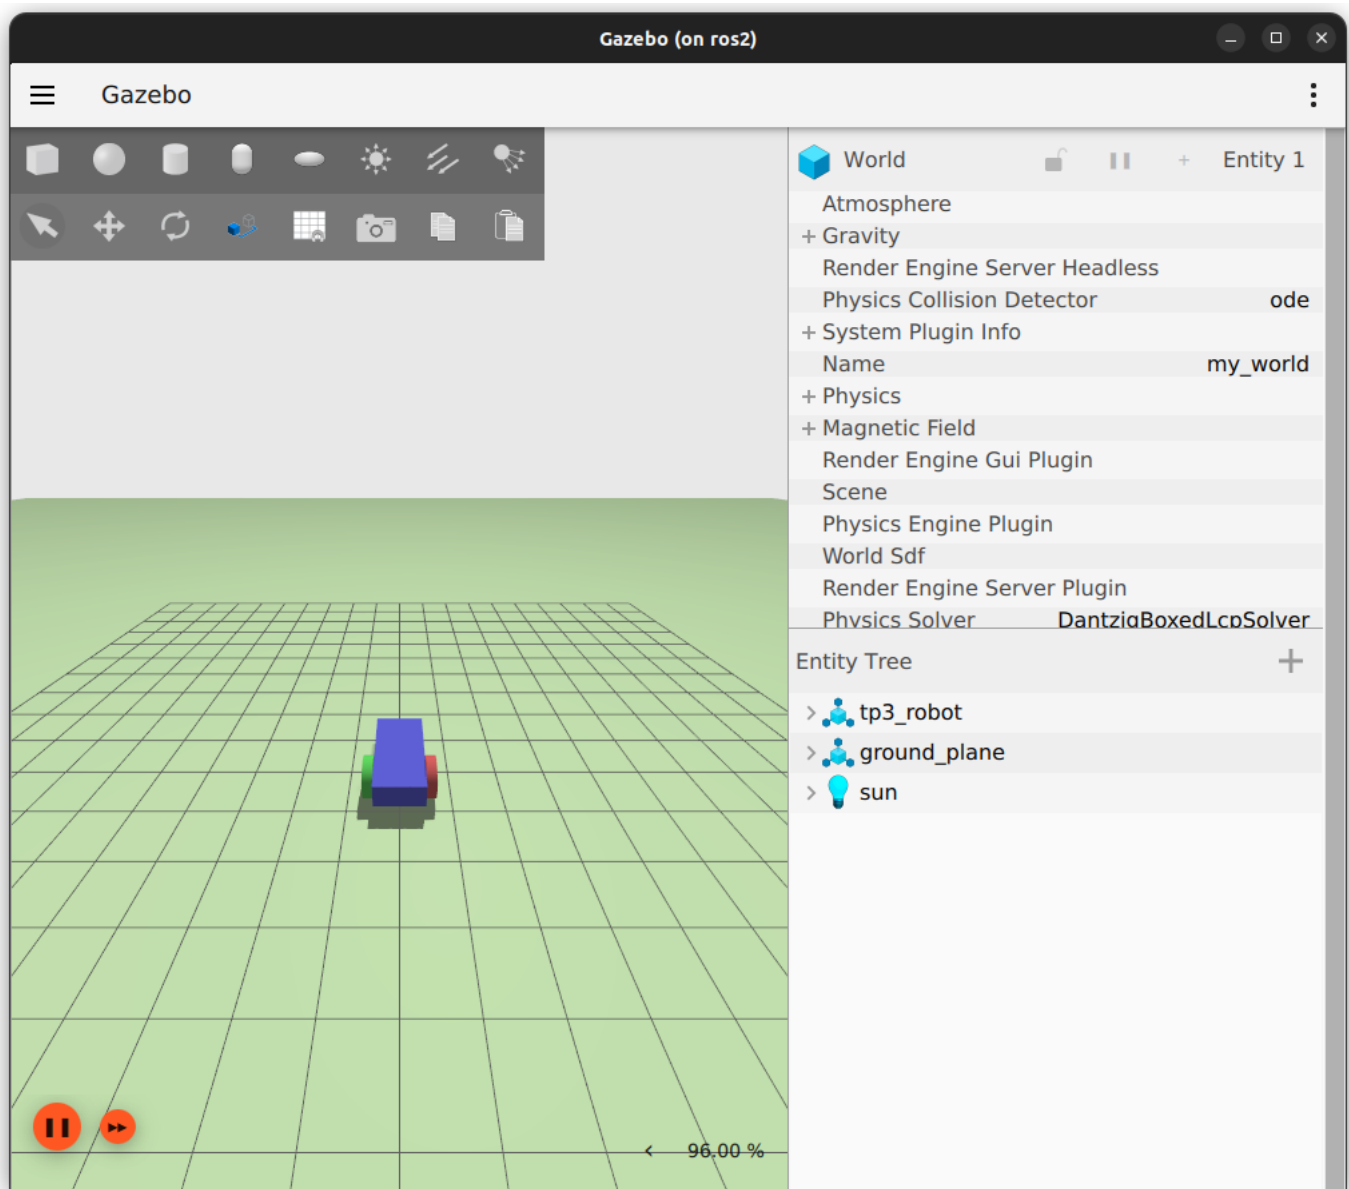 Gazebo (on ros2)
Gazebo
World + Entity 1
Atmosphere
+ Gravity
Render Engine Server Headless
Physics Collision Detector ode
+ System Plugin Info
Name my_world
+ Physics
+ Magnetic Field
Render Engine Gui Plugin
Scene
Physics Engine Plugin
World Sdf
Render Engine Server Plugin
Physics Solver DantzigBoxedLcpSolver
Entity Tree
tp3_robot
ground_plane
sun
96.00 %